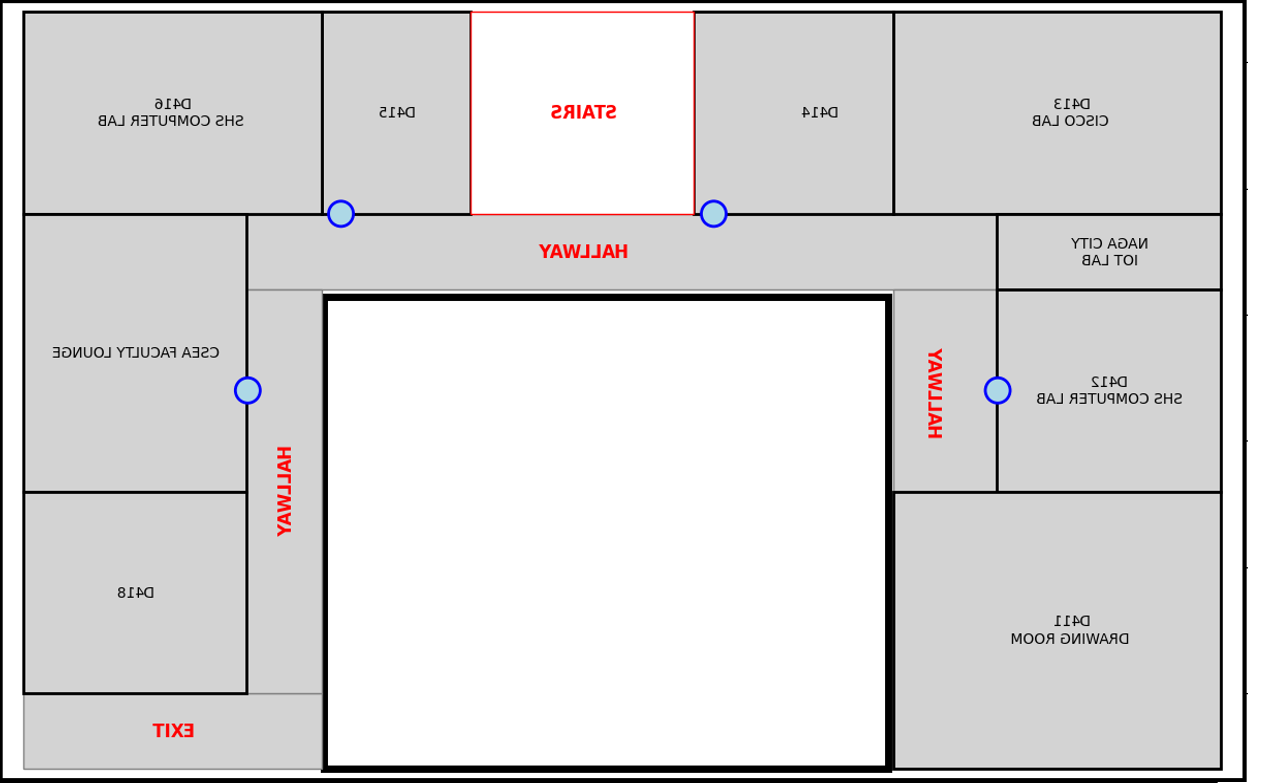 D416
SHS COMPUTER LAB
D415
STAIRS
D414
D413
CISCO LAB
HALLWAY
NAGA CITY
IOT LAB
CSEA FACULTY LOUNGE
HALLWAY
D412
SHS COMPUTER LAB
HALLWAY
D418
D411
DRAWING ROOM
EXIT